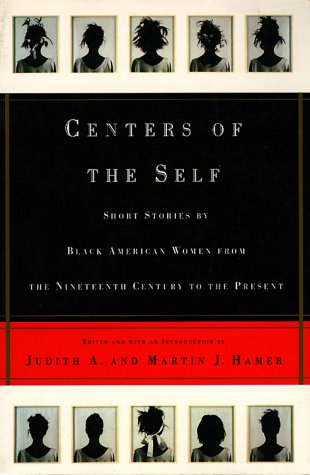 CENTERS OF
THE SELF
SHORT STORIES BY
BLACK AMERICAN WOMEN FROM
THE NINETEENTH CENTURY TO THE PRESENT
EDITED AND WITH AN INTRODUCTION BY
JUDITH A. AND MARTIN J. HAMER